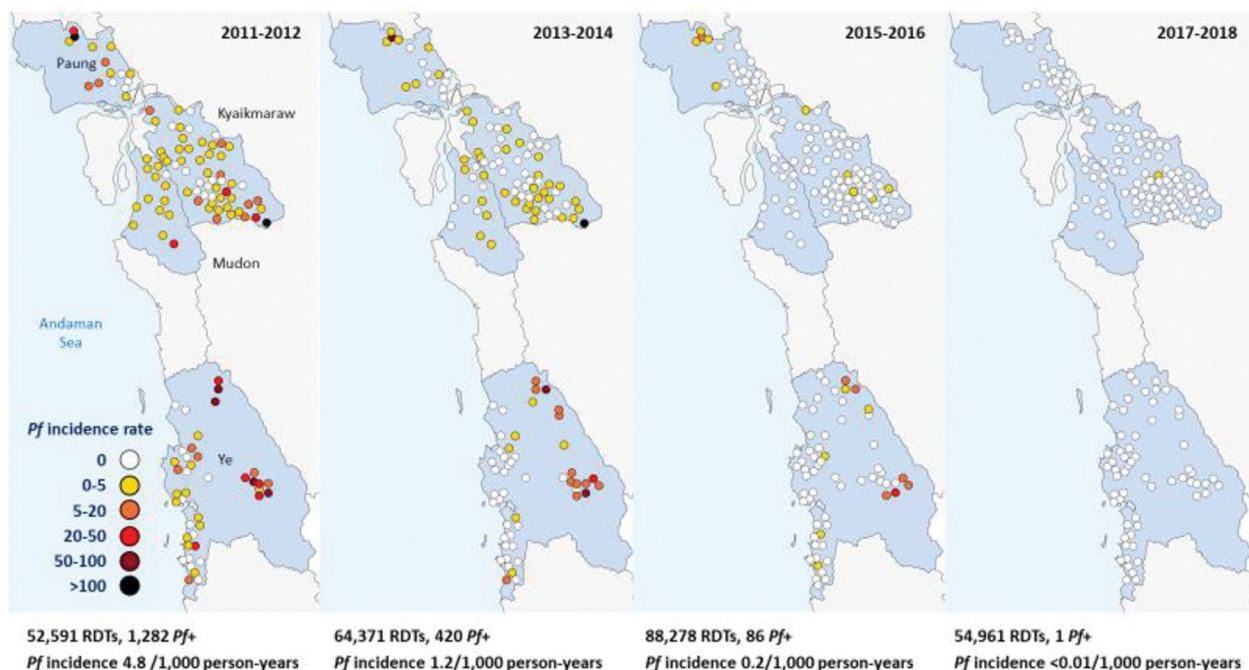 2011-2012
2013-2014
2015-2016
2017-2018
Paung
Kyaikmaraw
Mudon
Andaman
Sea
Ye
Pf incidence rate
0
0-5
5-20
20-50
50-100
>100
52,591 RDTs, 1,282 Pf+
Pf incidence 4.8 /1,000 person-years
64,371 RDTs, 420 Pf+
Pf incidence 1.2/1,000 person-years
88,278 RDTs, 86 Pf+
Pf incidence 0.2/1,000 person-years
54,961 RDTs, 1 Pf+
Pf incidence <0.01/1,000 person-years